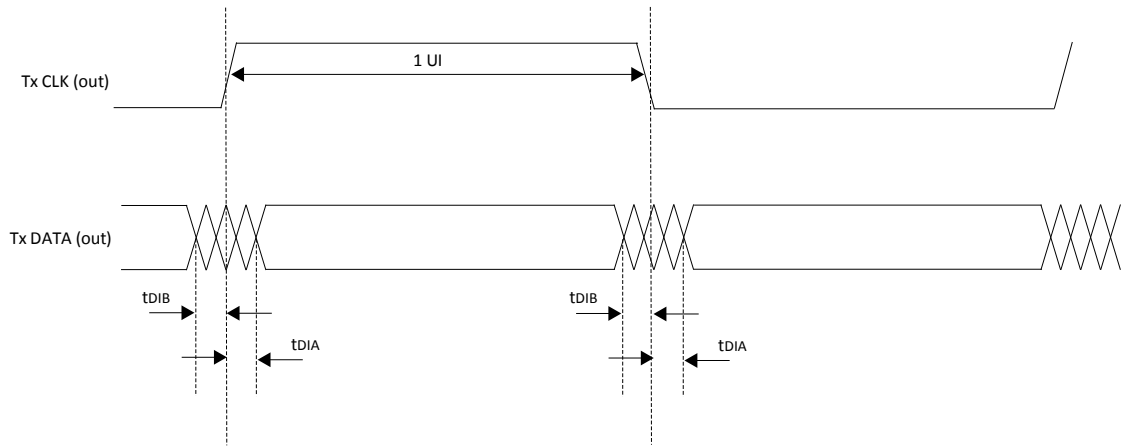 1 UI
Tx CLK (out)
Tx DATA (out)
tDIB
tDIB
tDIA
tDIA